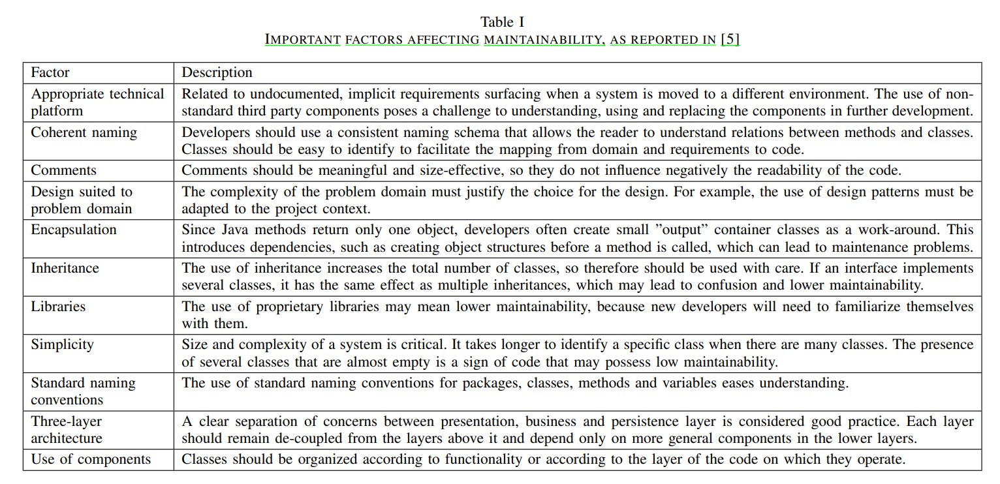 Table I
IMPORTANT FACTORS AFFECTING MAINTAINABILITY, AS REPORTED IN [5]
Factor
Description
Appropriate technical
platform
Related to undocumented, implicit requirements surfacing when a system is moved to a different environment. The use of non-
standard third party components poses a challenge to understanding, using and replacing the components in further development.
Coherent naming
Developers should use a consistent naming schema that allows the reader to understand relations between methods and classes.
Classes should be easy to identify to facilitate the mapping from domain and requirements to code.
Comments
Comments should be meaningful and size-effective, so they do not influence negatively the readability of the code.
Design suited to
problem domain
The complexity of the problem domain must justify the choice for the design. For example, the use of design patterns must be
adapted to the project context.
Encapsulation
Since Java methods return only one object, developers often create small ”output” container classes as a work-around. This
introduces dependencies, such as creating object structures before a method is called, which can lead to maintenance problems.
Inheritance
The use of inheritance increases the total number of classes, so therefore should be used with care. If an interface implements
several classes, it has the same effect as multiple inheritances, which may lead to confusion and lower maintainability.
Libraries
The use of proprietary libraries may mean lower maintainability, because new developers will need to familiarize themselves
with them.
Simplicity
Size and complexity of a system is critical. It takes longer to identify a specific class when there are many classes. The presence
of several classes that are almost empty is a sign of code that may possess low maintainability.
Standard naming
conventions
The use of standard naming conventions for packages, classes, methods and variables eases understanding.
Three-layer
architecture
A clear separation of concerns between presentation, business and persistence layer is considered good practice. Each layer
should remain de-coupled from the layers above it and depend only on more general components in the lower layers.
Use of components
Classes should be organized according to functionality or according to the layer of the code on which they operate.